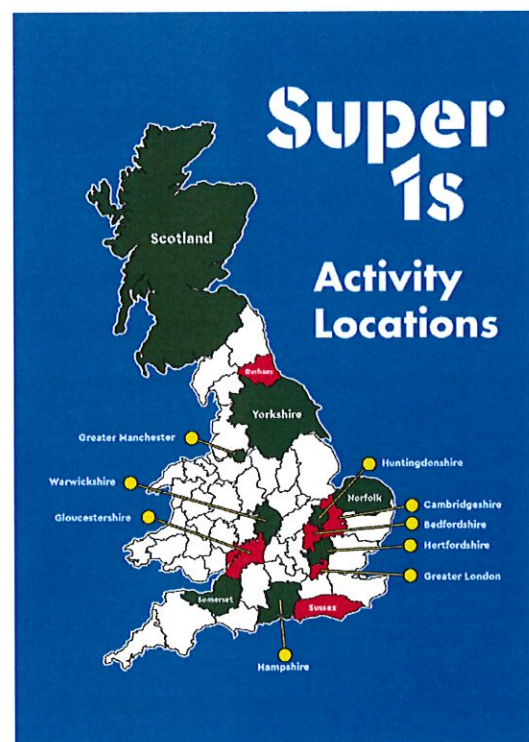 Super
1s
Activity
Locations
Scotland
Durham
Yorkshire
Greater Manchester
Huntingdonshire
Warwickshire
Norfolk
Cambridgeshire
Gloucestershire
Bedfordshire
Hertfordshire
Greater London
Somerset
Sussex
Hampshire